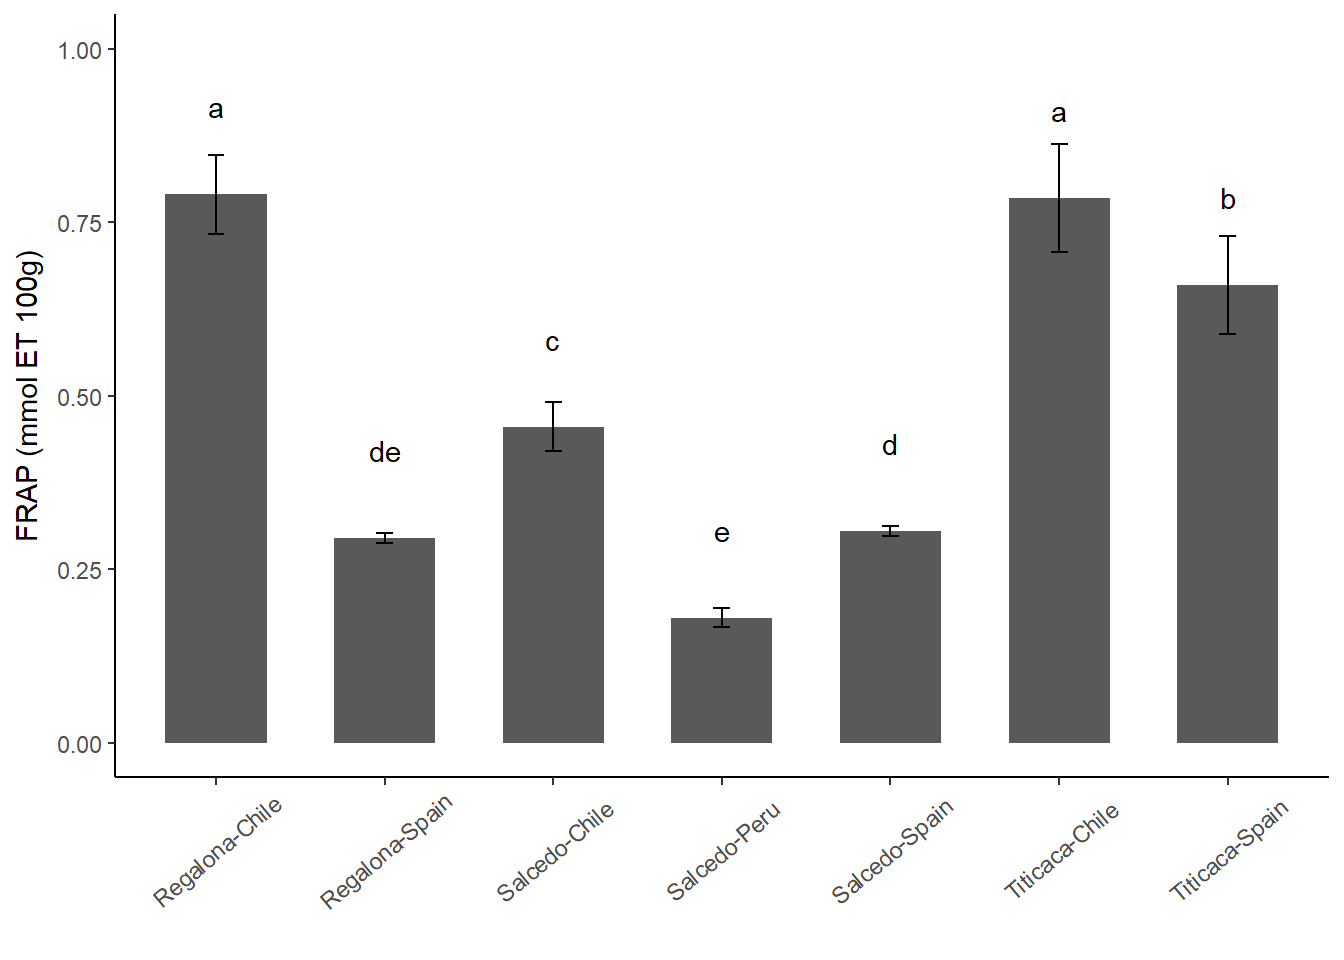 FRAP (mmol ET 100g)
1.00
0.75
0.50
0.25
0.00
a
de
c
e
d
a
b
Regalona-Chile
Regalona-Spain
Salcedo-Chile
Salcedo-Peru
Salcedo-Spain
Titicaca-Chile
Titicaca-Spain